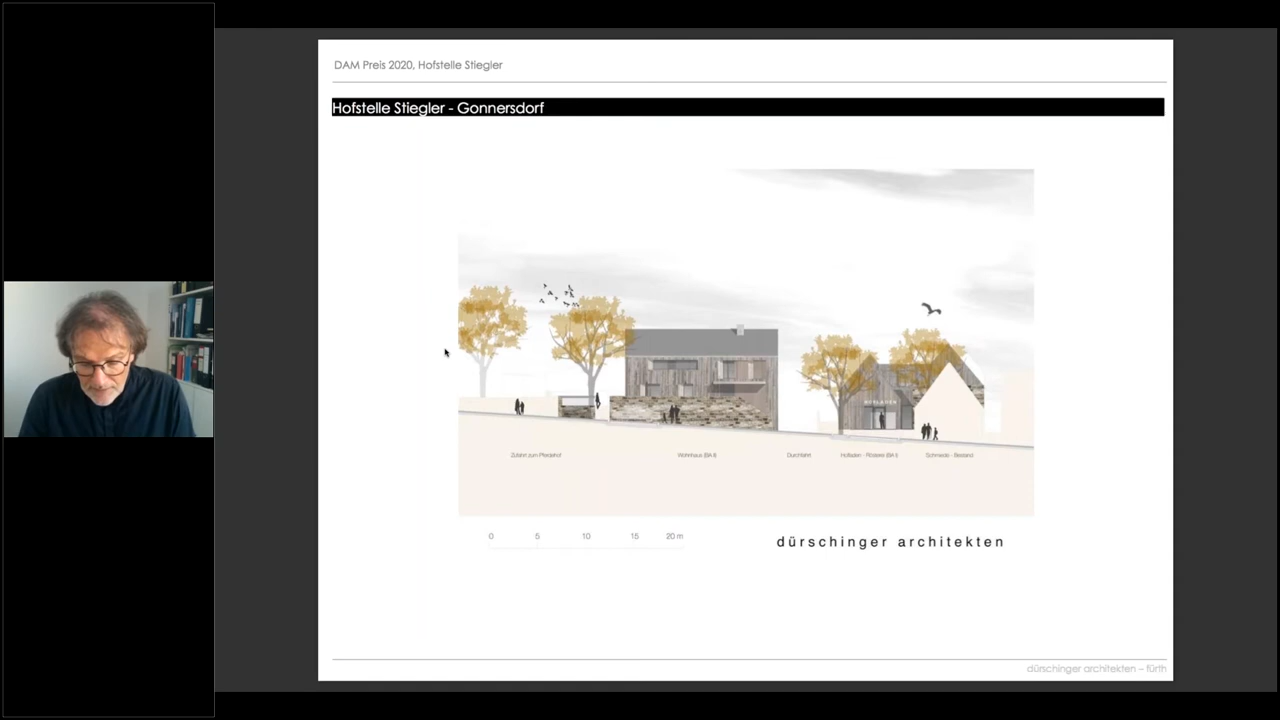 DAM Preis 2020, Hofstelle Stiegler
Hofstelle Stiegler - Gonnersdorf
HOFLADEN
Zufahrt zum Pferdehof
Wohnhaus (BA II)
Durchfahrt
Hofladen - Rösterei (BA I)
Schmiede - Bestand
0 5 10 15 20 m
dürschinger architekten
dürschinger architekten – fürth